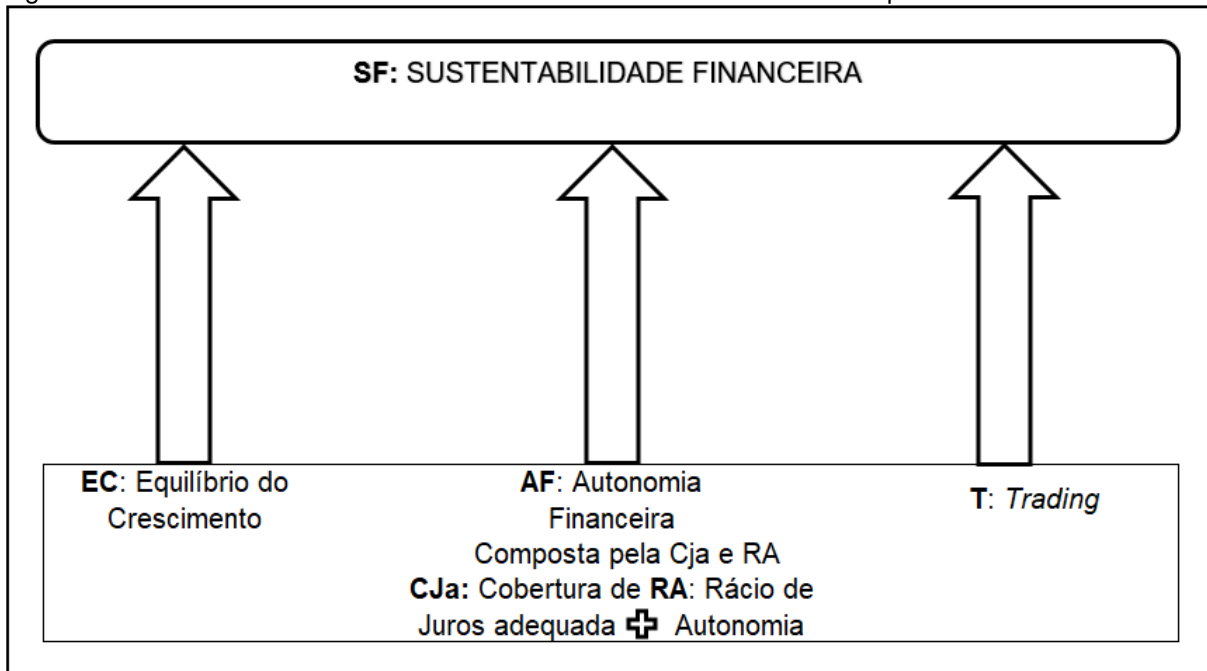 SF: SUSTENTABILIDADE FINANCEIRA
EC: Equilíbrio do
Crescimento
AF: Autonomia
Financeira
Composta pela Cja e RA
CJa: Cobertura de RA: Rácio de
Juros adequada Autonomia
T: Trading